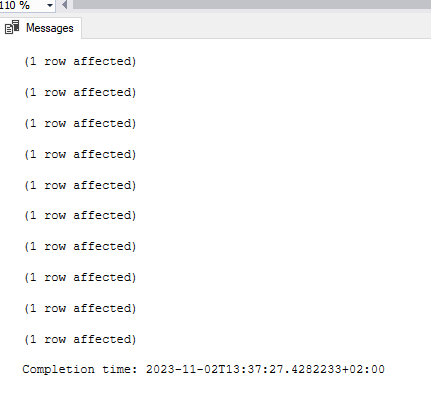 110 %
Messages
(1 row affected)
(1 row affected)
(1 row affected)
(1 row affected)
(1 row affected)
(1 row affected)
(1 row affected)
(1 row affected)
(1 row affected)
(1 row affected)
Completion time: 2023-11-02T13:37:27.4282233+02:00